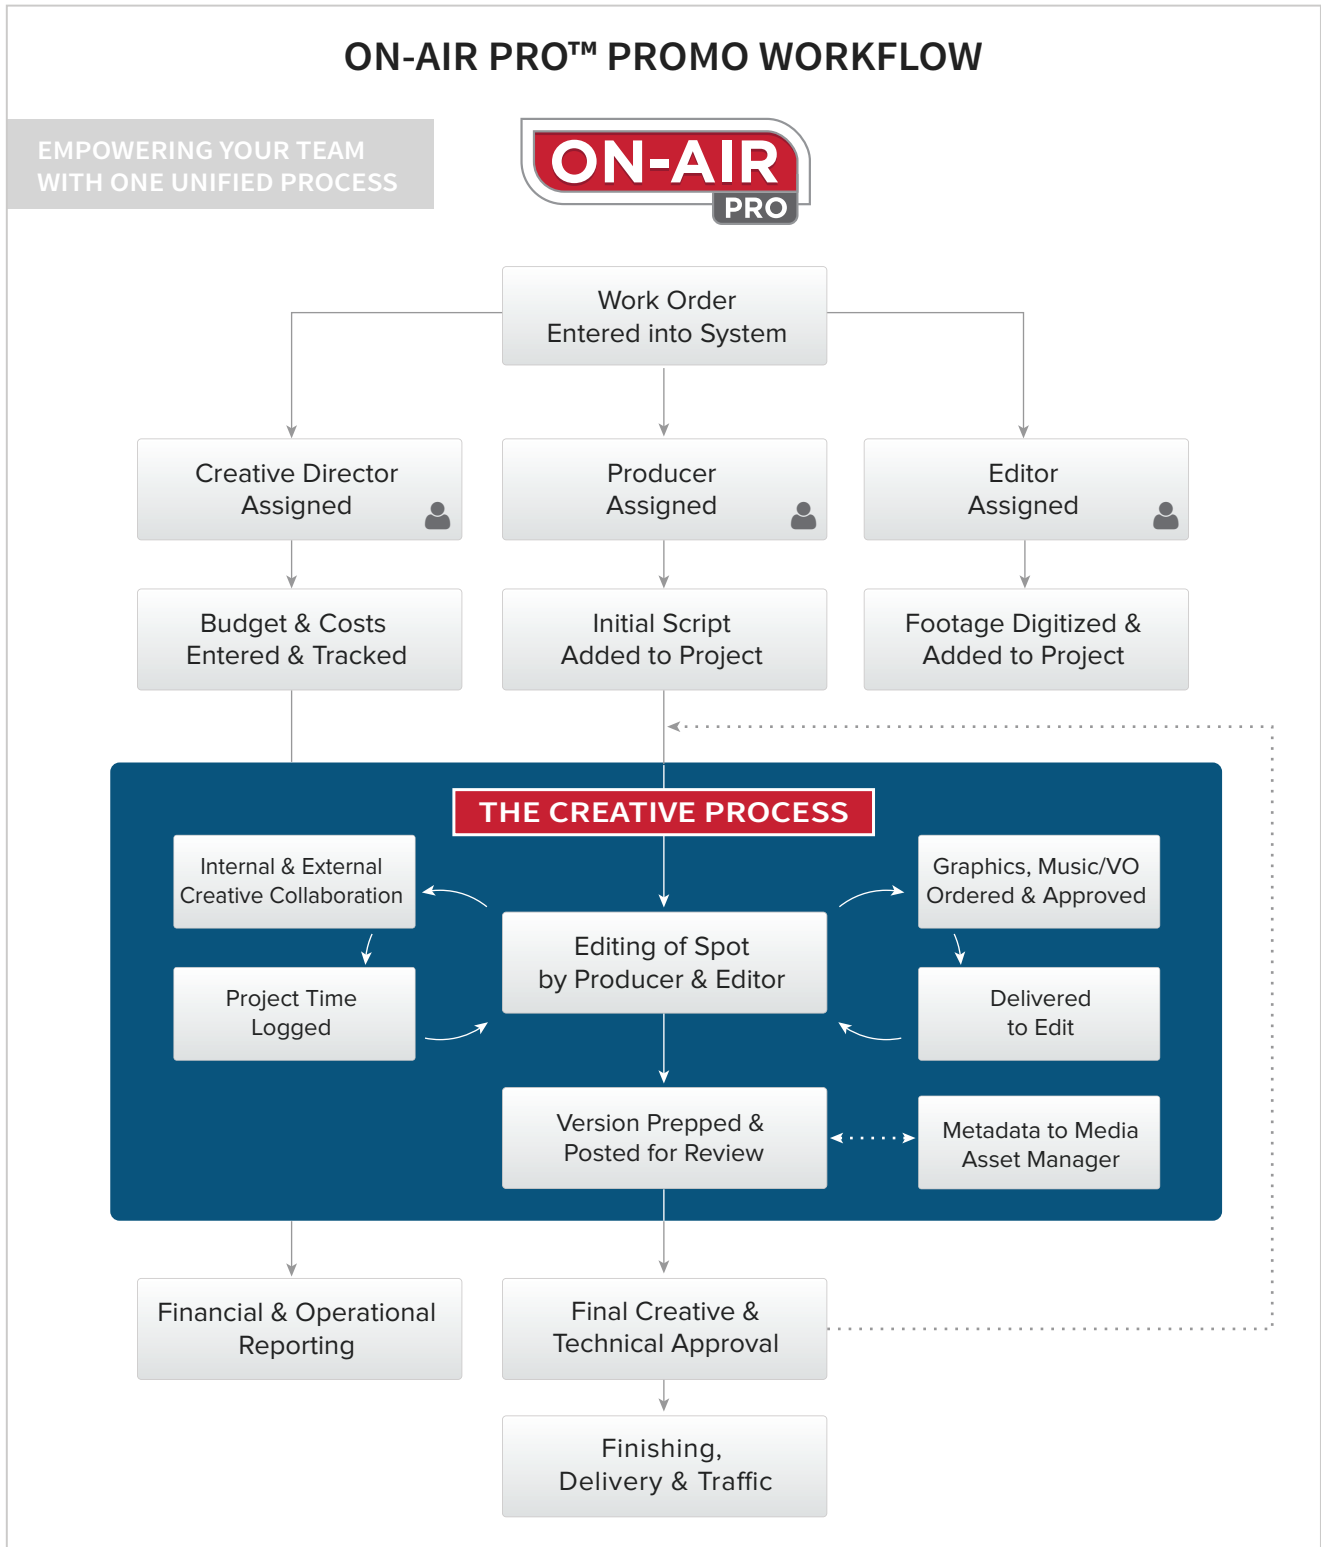 ON-AIR PRO™ PROMO WORKFLOW
EMPOWERING YOUR TEAM
WITH ONE UNIFIED PROCESS
ON-AIR
PRO
Work Order
Entered into System
Creative Director
Assigned
Producer
Assigned
Editor
Assigned
Budget & Costs
Entered & Tracked
Initial Script
Added to Project
Footage Digitized &
Added to Project
THE CREATIVE PROCESS
Internal & External
Creative Collaboration
Graphics, Music/VO
Ordered & Approved
Editing of Spot
by Producer & Editor
Project Time
Logged
Delivered
to Edit
Version Prepped &
Posted for Review
Metadata to Media
Asset Manager
Financial & Operational
Reporting
Final Creative &
Technical Approval
Finishing,
Delivery & Traffic